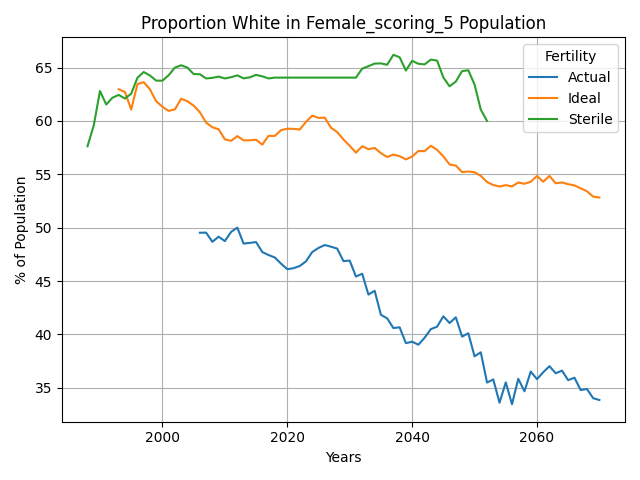 Proportion White in Female_scoring_5 Population
% of Population
65
60
55
50
45
40
35
Fertility
Actual
Ideal
Sterile
2000
2020
2040
2060
Years